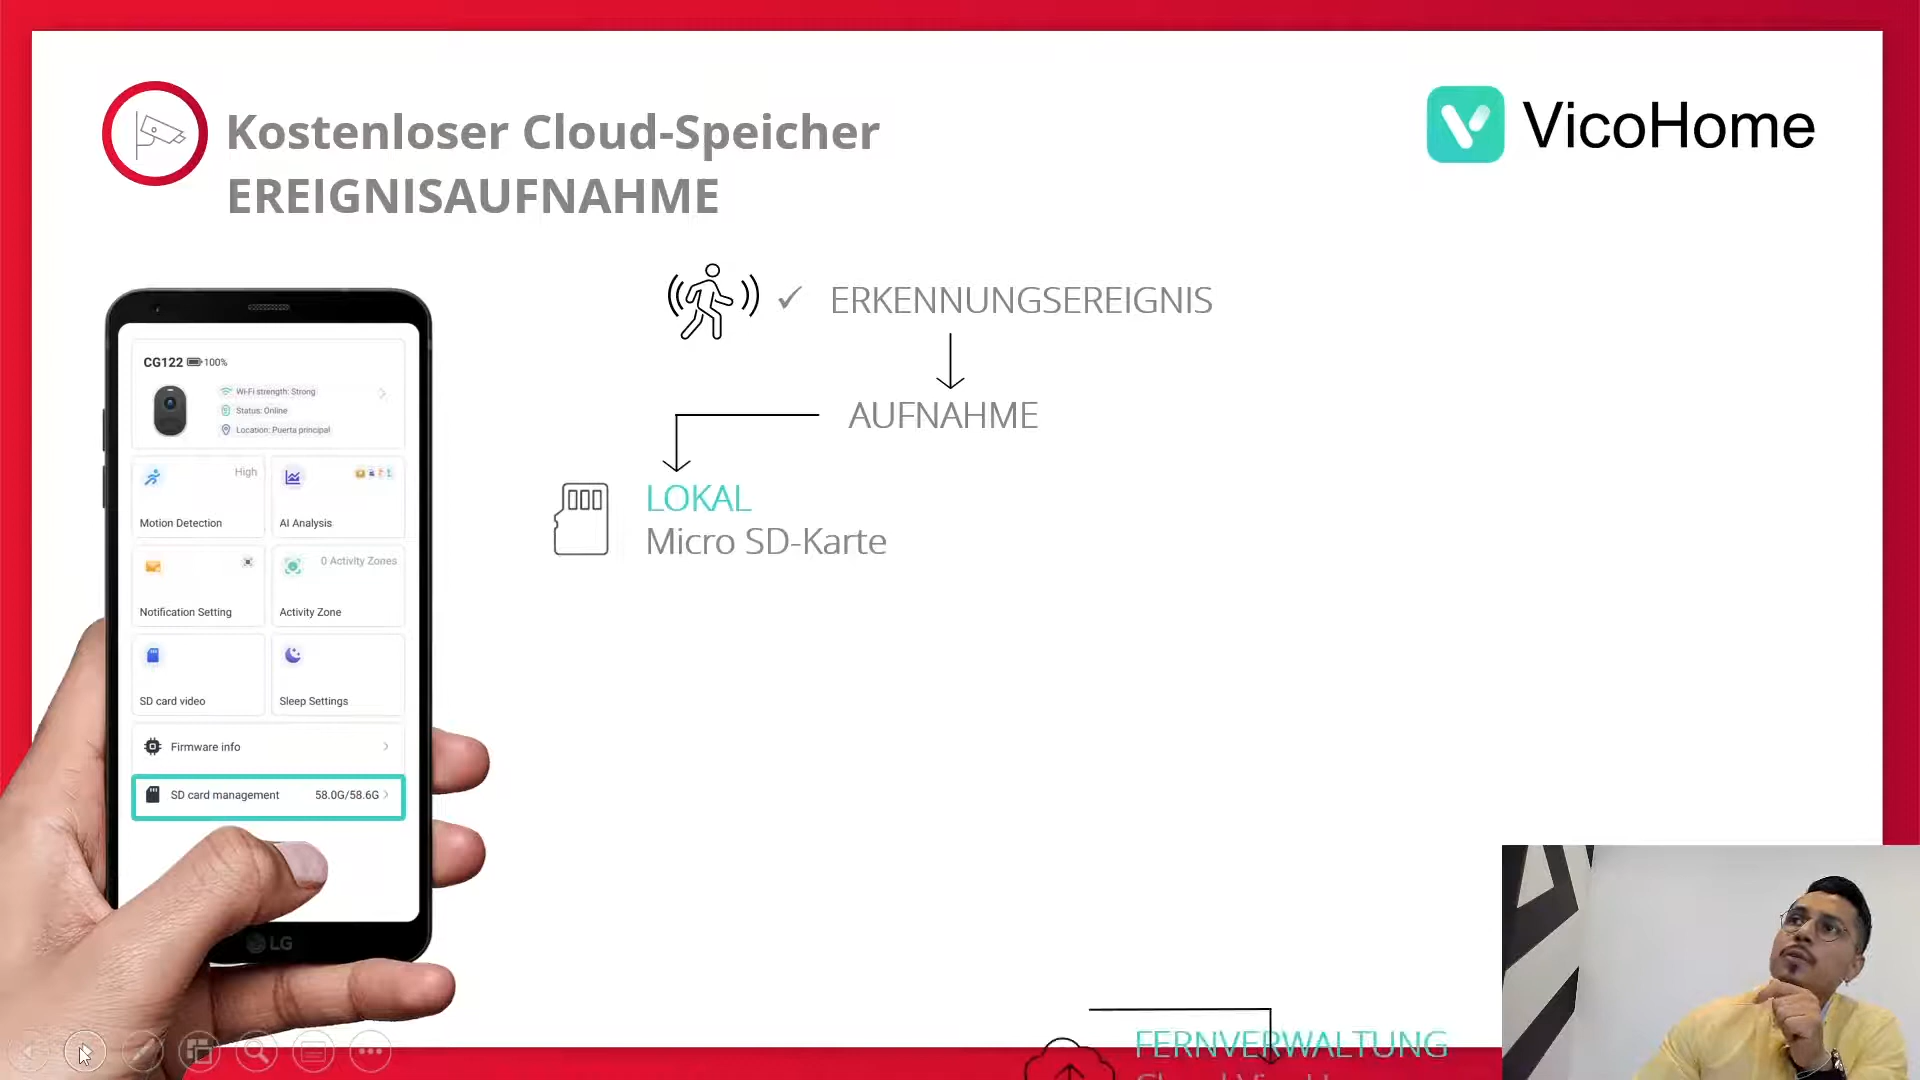 Kostenloser Cloud-Speicher
EREIGNISAUFNAHME
VicoHome
ERKENNUNGSEREIGNIS
AUFNAHME
LOKAL
Micro SD-Karte
CG122 100%
Wi-Fi strength: Strong
Status: Online
Location: Puerta principal
High
Motion Detection
AI Analysis
Notification Setting
0 Activity Zones
Activity Zone
SD card video
Sleep Settings
Firmware info
SD card management 58.0G/58.6G
LG
FERNVERWALTUNG